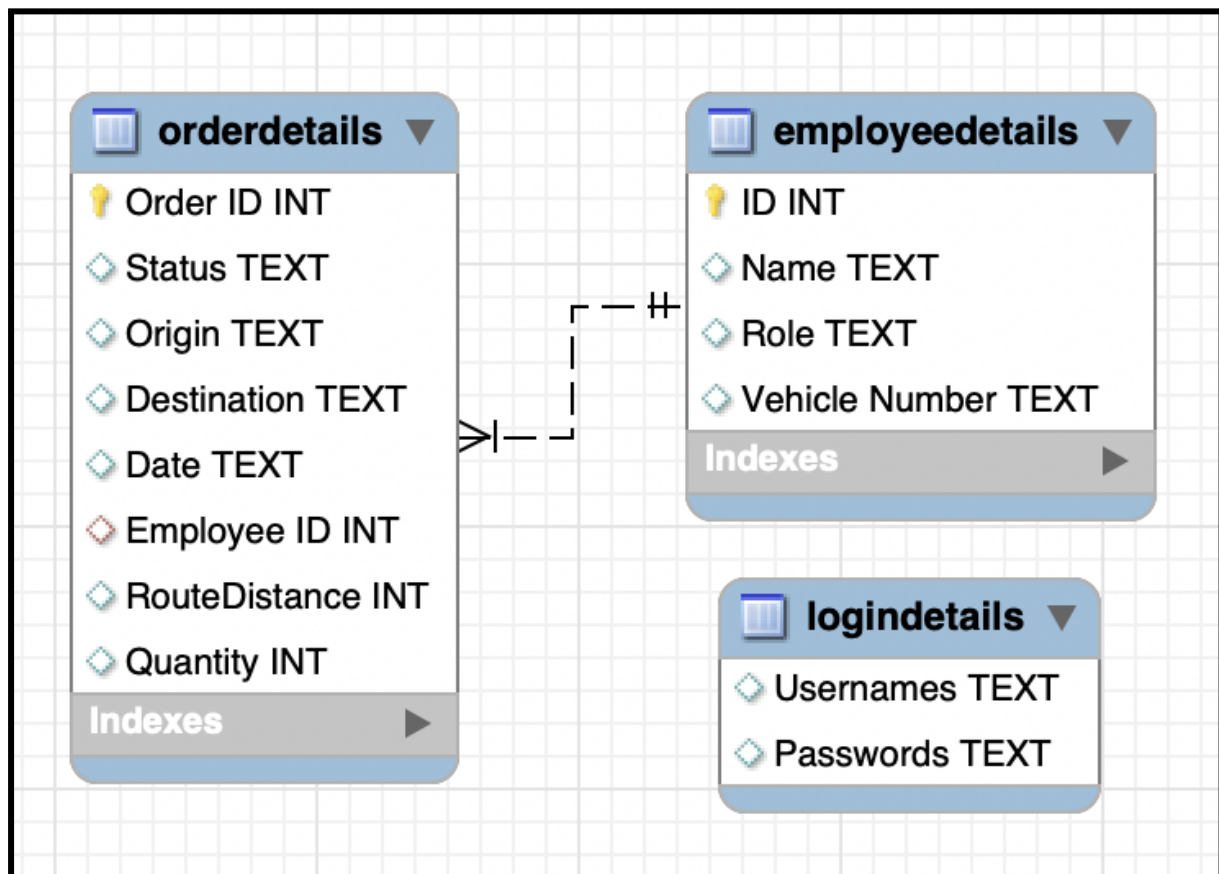 orderdetails
Order ID INT
Status TEXT
Origin TEXT
Destination TEXT
Date TEXT
Employee ID INT
RouteDistance INT
Quantity INT
Indexes
employeedetails
ID INT
Name TEXT
Role TEXT
Vehicle Number TEXT
Indexes
logindetails
Usernames TEXT
Passwords TEXT